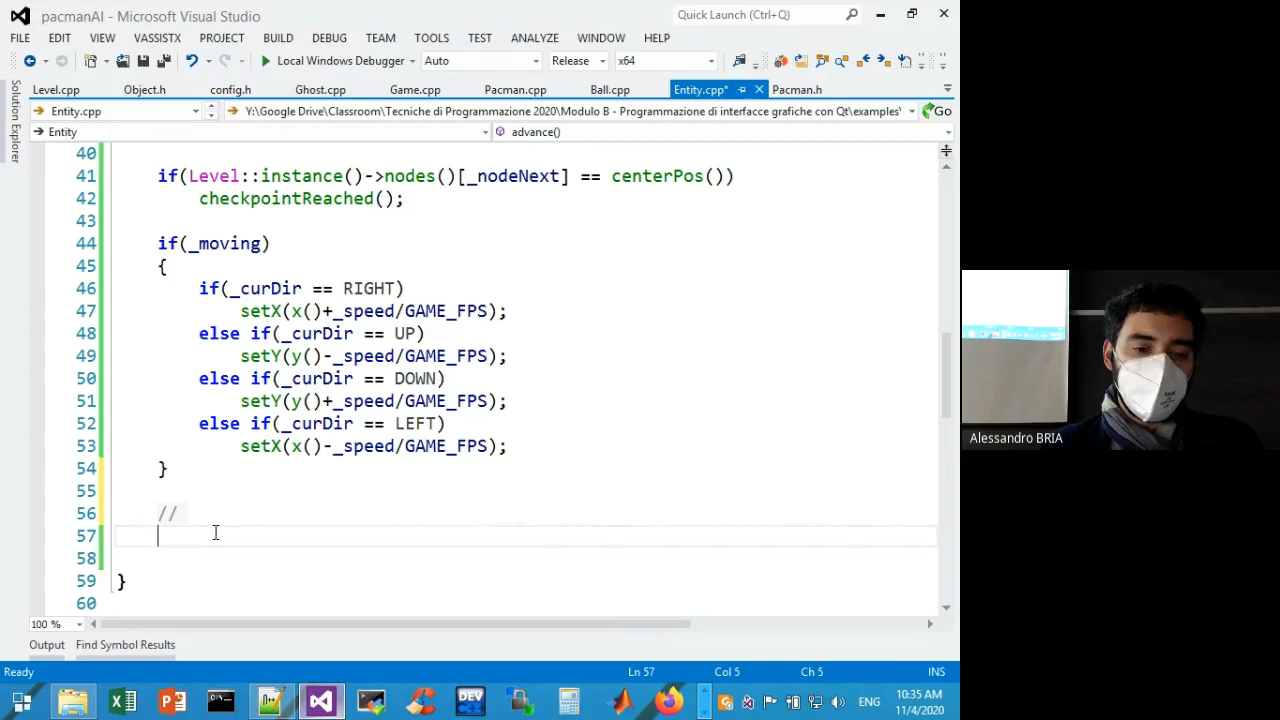 pacmanAI - Microsoft Visual Studio
Quick Launch (Ctrl+Q)
FILE EDIT VIEW VASSISTX PROJECT BUILD DEBUG TEAM TOOLS TEST ANALYZE WINDOW HELP
Local Windows Debugger Auto Release x64
Level.cpp Object.h config.h Ghost.cpp Game.cpp Pacman.cpp Ball.cpp Entity.cpp* Pacman.h
Solution Explorer
Entity.cpp Y:\Google Drive\Classroom\Tecniche di Programmazione 2020\Modulo B - Programmazione di interfacce grafiche con Qt\examples\ Go
Entity advance()
40
41 if(Level::instance()->nodes()[_nodeNext] == centerPos())
42 checkpointReached();
43
44 if(_moving)
45 {
46 if(_curDir == RIGHT)
47 setX(x()+_speed/GAME_FPS);
48 else if(_curDir == UP)
49 setY(y()-_speed/GAME_FPS);
50 else if(_curDir == DOWN)
51 setY(y()+_speed/GAME_FPS);
52 else if(_curDir == LEFT)
53 setX(x()-_speed/GAME_FPS);
54 }
55
56 //
57
58
59 }
60
100 %
Output Find Symbol Results
Ready Ln 57 Col 5 Ch 5 INS
DEV ENG 10:35 AM
11/4/2020
Alessandro BRIA